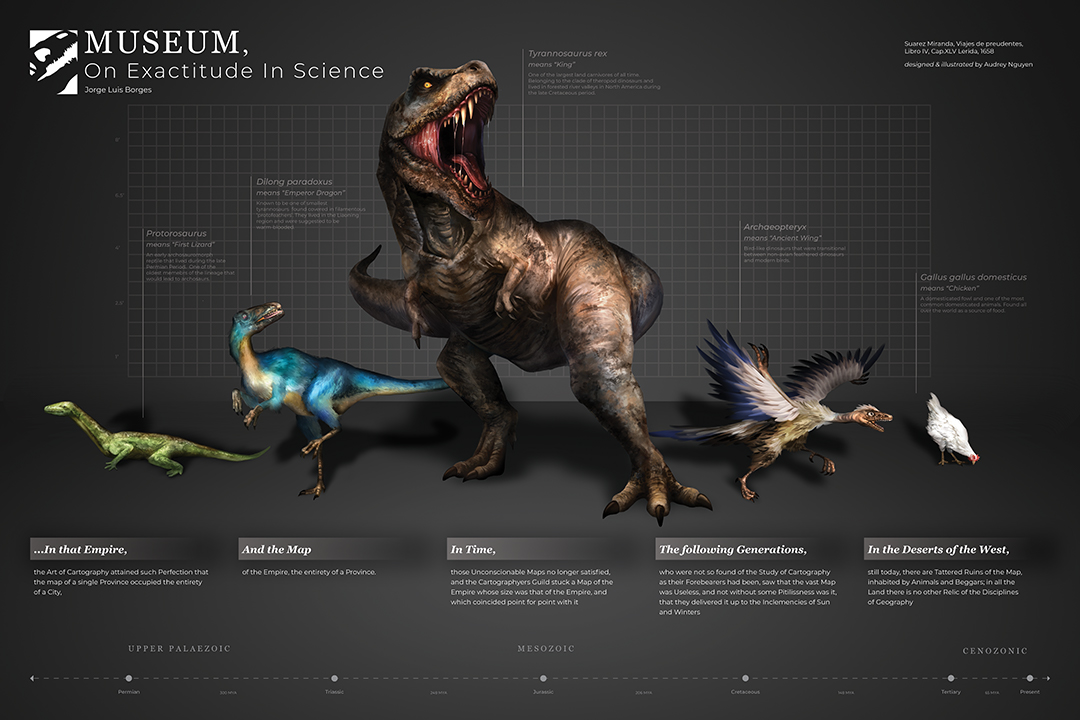 MUSEUM,
On Exactitude In Science
Jorge Luis Borges
Suarez Miranda, Viajes de preudentes,
Libro IV, Cap.XLV Lerida, 1658
designed & illustrated by Audrey Nguyen
Tyrannosaurus rex
means “King”
One of the largest land carnivores of all time.
Belonging to the clade of theropod dinosaurs and
lived in forested river valleys in North America during
the late Cretaceous period.
Dilong paradoxus
means “Emperor Dragon”
Known to be one of smallest
tyrannosaurs found covered in filamentous
protofeathers. They lived in the Liaoning
region and were suggested to be
warm-blooded
Protorosaurus
means “First Lizard”
An early archosauromorph
reptile that lived during the late
Permian Period. One of the
oldest members of the lineage that
would lead to archosaurs.
Archaeopteryx
means “Ancient Wing”
Bird-like dinosaurs that were transitional
between non-avian feathered dinosaurs
and modern birds.
Gallus gallus domesticus
means “Chicken”
A domesticated fowl and one of the most
common domesticated animals. Found all
over the world as a source of food.
...In that Empire,
the Art of Cartography attained such Perfection that
the map of a single Province occupied the entirety
of a City,
And the Map
of the Empire, the entirety of a Province.
In Time,
those Unconscionable Maps no longer satisfied,
and the Cartographyers Guild stuck a Map of the
Empire whose size was that of the Empire, and
which coincided point for point with it
The following Generations,
who were not so found of the Study of Cartography
as their Forebearers had been, saw that the vast Map
was Useless, and not without some Pitilissness was it,
that they delivered it up to the Inclemencies of Sun
and Winters
In the Deserts of the West,
still today, there are Tattered Ruins of the Map,
inhabited by Animals and Beggars; in all the
Land there is no other Relic of the Disciplines
of Geography
UPPER PALAEZOIC
MESOZOIC
CENOZONIC
Permian
Triassic
Jurassic
Cretaceous
Tertiary
Present